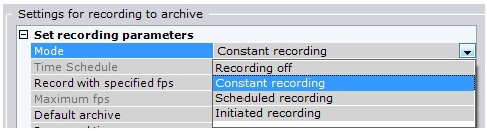 Settings for recording to archive
Set recording parameters
Mode Constant recording
Time Schedule Recording off
Record with specified fps Constant recording
Maximum fps Scheduled recording
Default archive Initiated recording